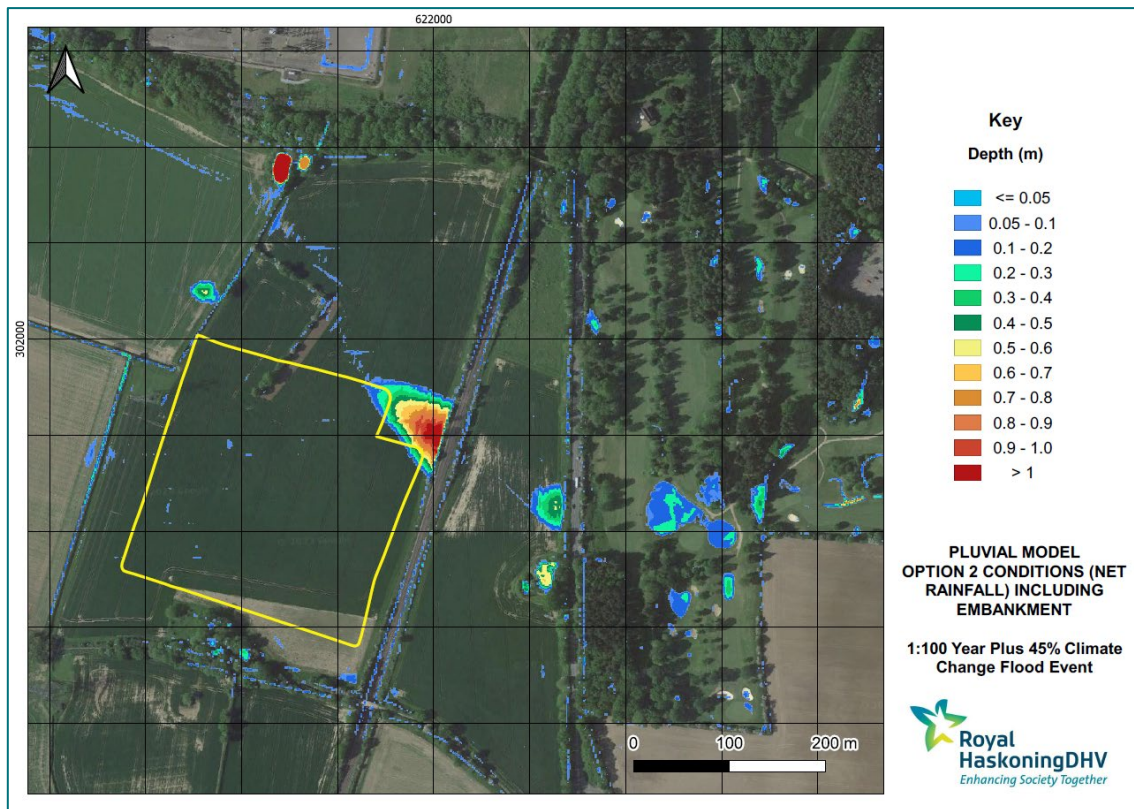 622000
302000
Key
Depth (m)
<= 0.05
0.05 - 0.1
0.1 - 0.2
0.2 - 0.3
0.3 - 0.4
0.4 - 0.5
0.5 - 0.6
0.6 - 0.7
0.7 - 0.8
0.8 - 0.9
0.9 - 1.0
> 1
PLUVIAL MODEL
OPTION 2 CONDITIONS (NET
RAINFALL) INCLUDING
EMBANKMENT
1:100 Year Plus 45% Climate
Change Flood Event
0 100 200 m
Royal
HaskoningDHV
Enhancing Society Together